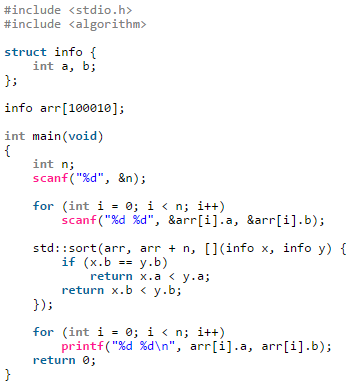 #include <stdio.h>
#include <algorithm>

struct info {
    int a, b;
};

info arr[100010];

int main(void)
{
    int n;
    scanf("%d", &n);

    for (int i = 0; i < n; i++)
        scanf("%d %d", &arr[i].a, &arr[i].b);

    std::sort(arr, arr + n, [](info x, info y) {
        if (x.b == y.b)
            return x.a < y.a;
        return x.b < y.b;
    });

    for (int i = 0; i < n; i++)
        printf("%d %d\n", arr[i].a, arr[i].b);
    return 0;
}